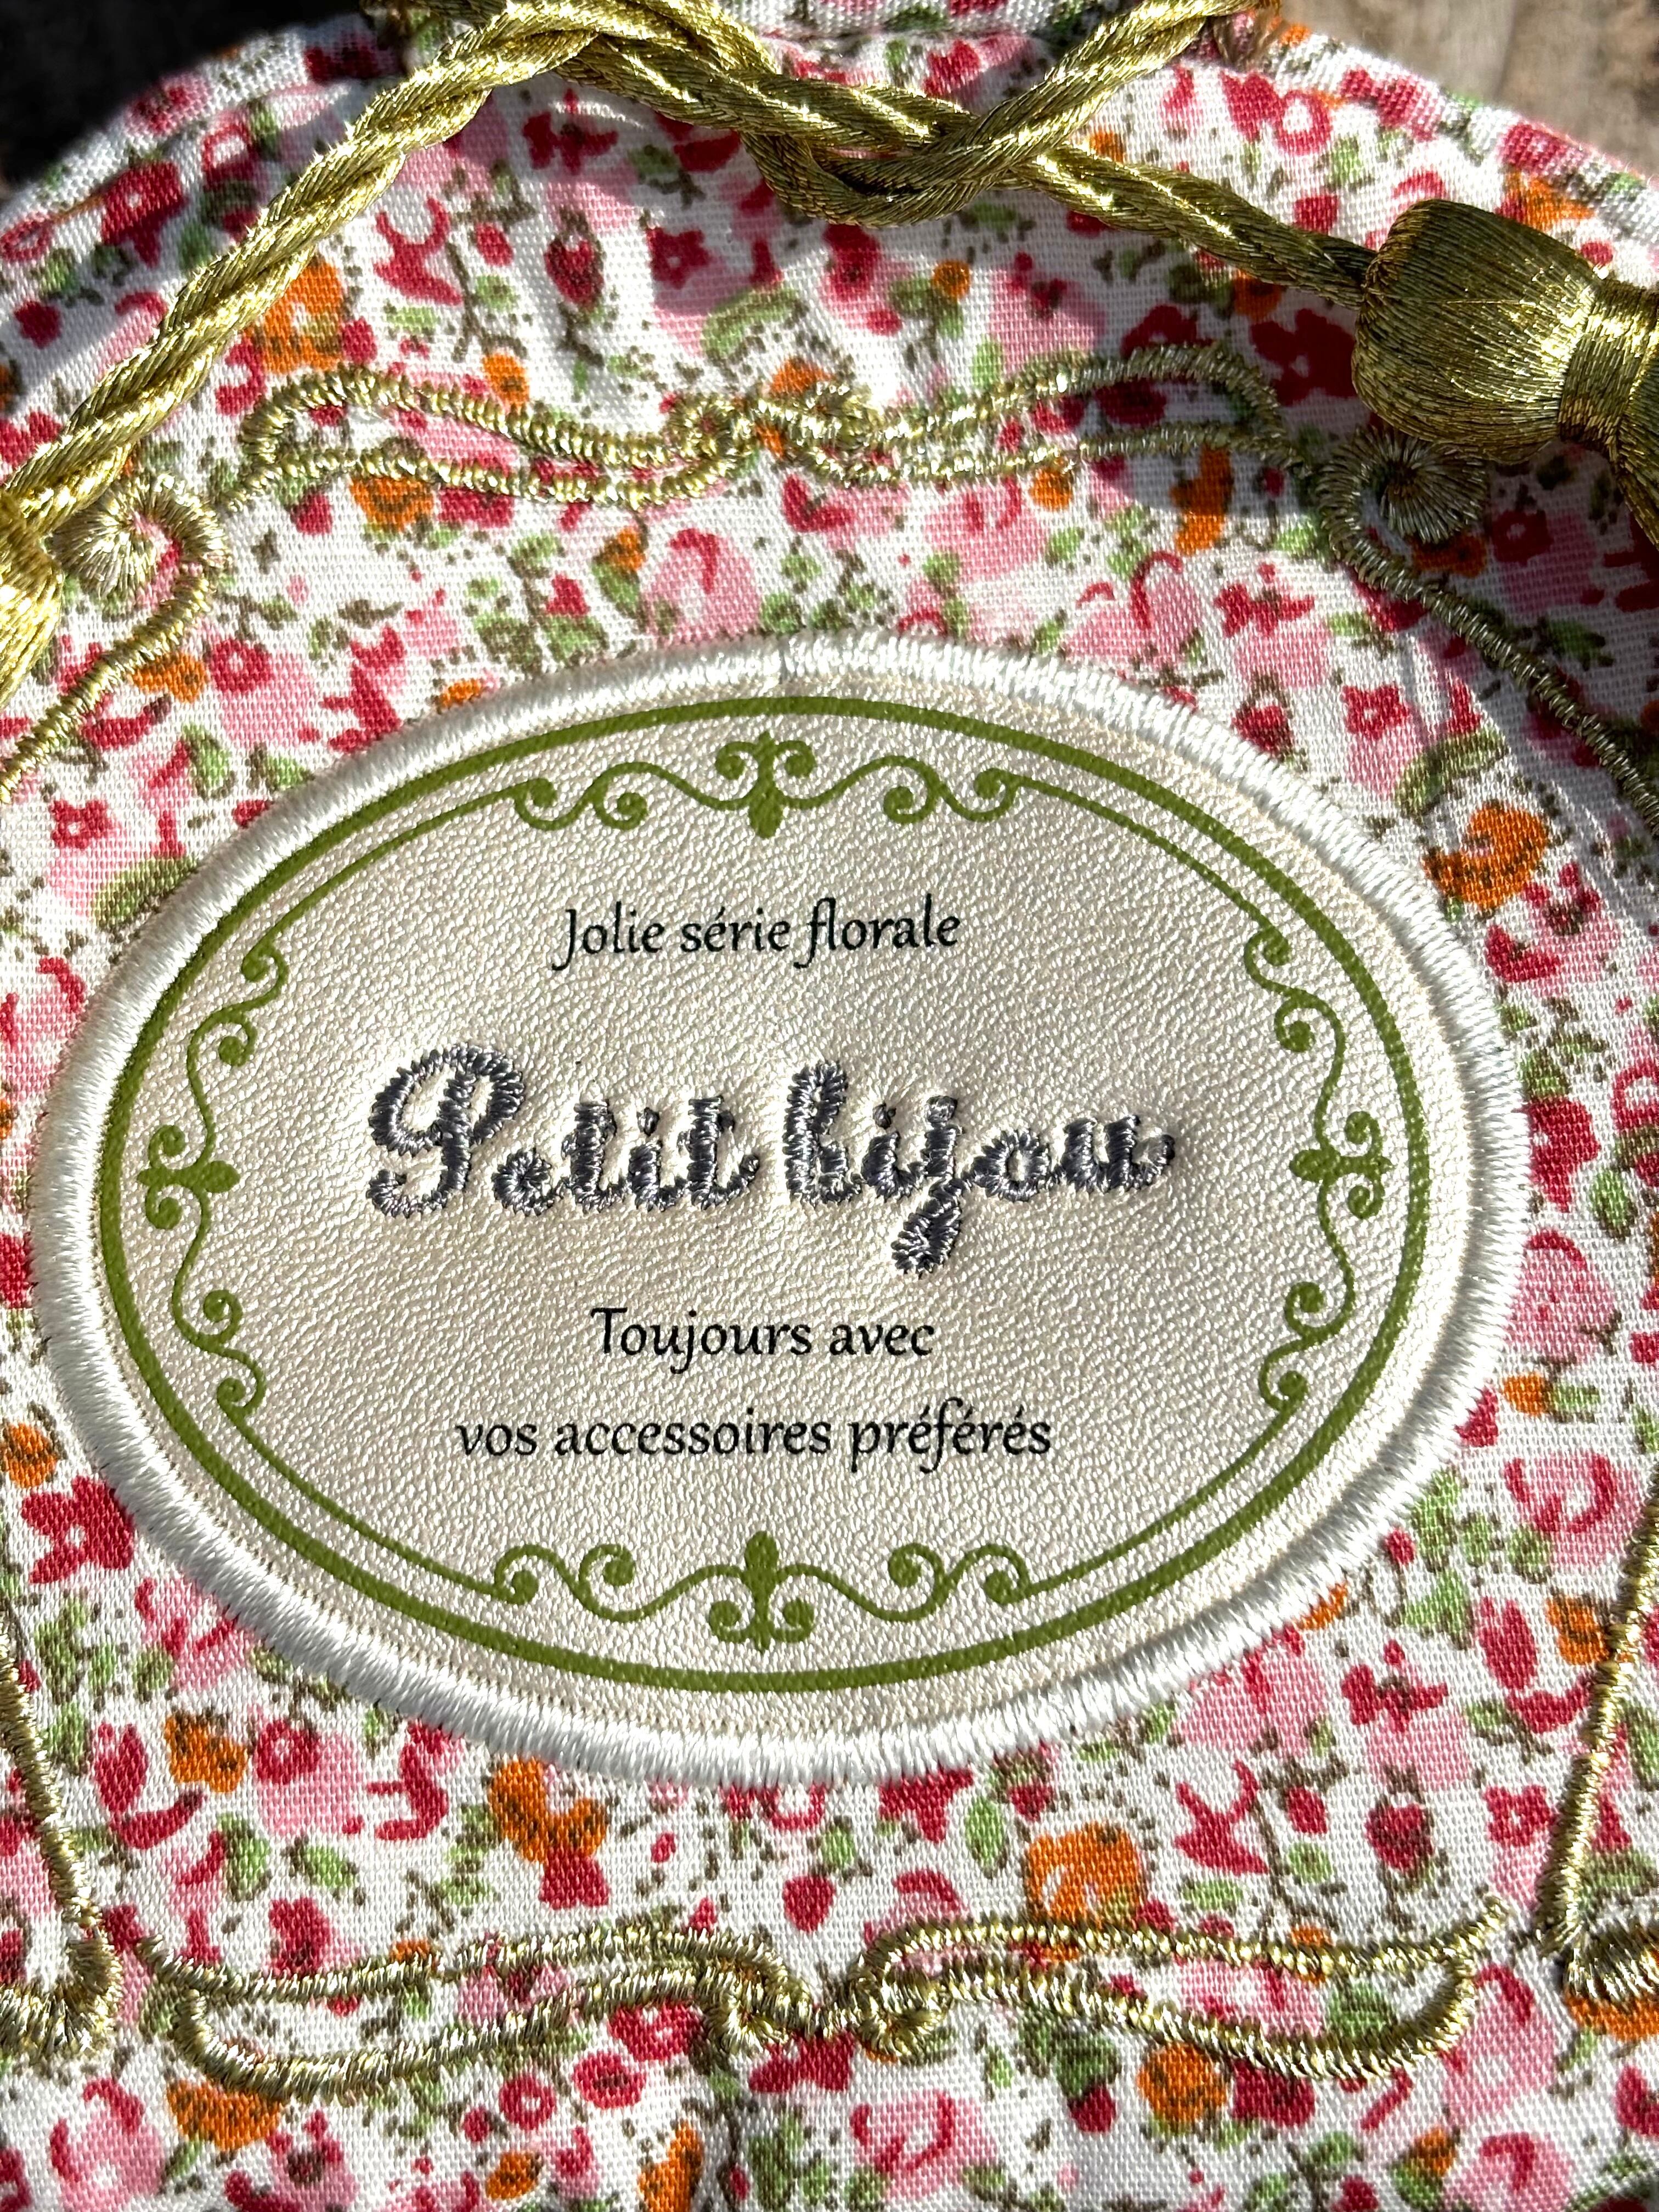 Jolie série florale
Petit bijou
Toujours avec
vos accessoires préférés